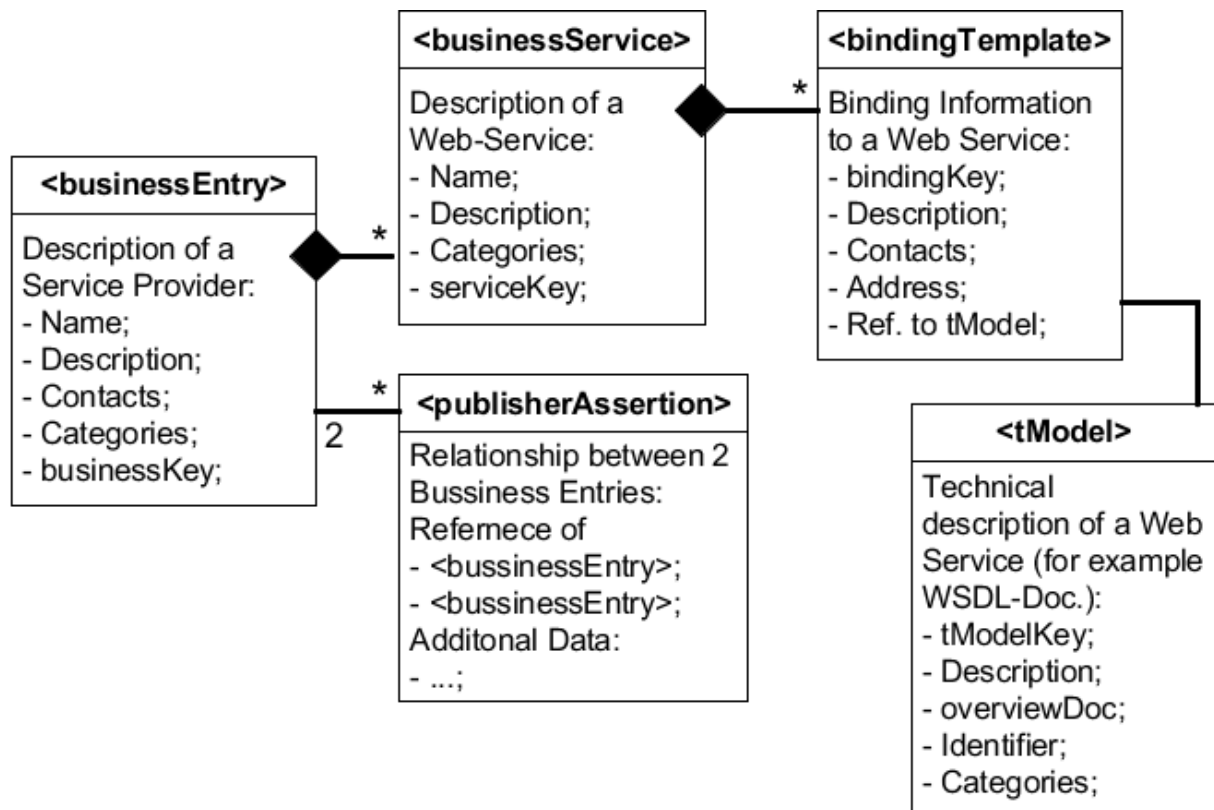 <businessService>
Description of a
Web-Service:
- Name;
- Description;
- Categories;
- serviceKey;
<bindingTemplate>
Binding Information
to a Web Service:
- bindingKey;
- Description;
- Contacts;
- Address;
- Ref. to tModel;
*
<businessEntry>
Description of a
Service Provider:
- Name;
- Description;
- Contacts;
- Categories;
- businessKey;
*
*
2
<publisherAssertion>
Relationship between 2
Bussiness Entries:
Refernece of
- <bussinessEntry>;
- <bussinessEntry>;
Additonal Data:
- ...;
<tModel>
Technical
description of a Web
Service (for example
WSDL-Doc.):
- tModelKey;
- Description;
- overviewDoc;
- Identifier;
- Categories;